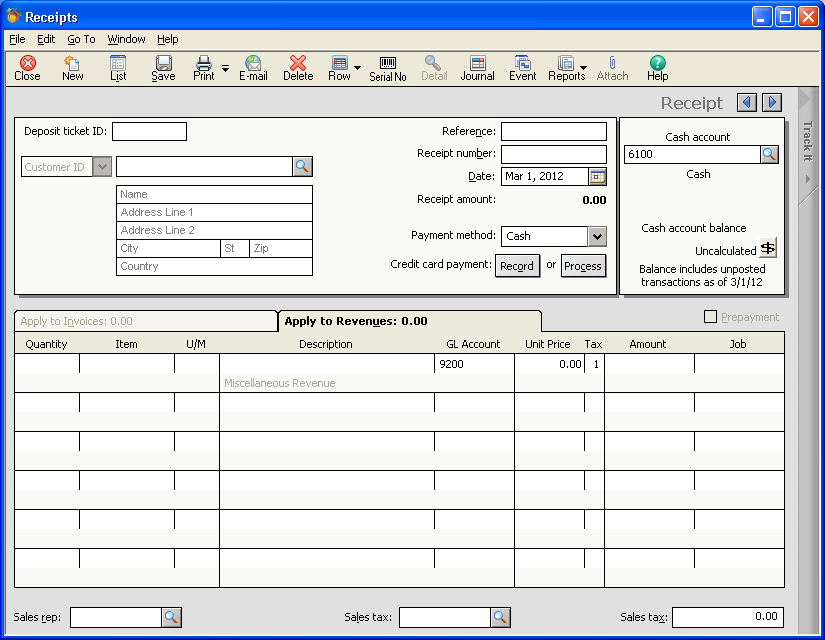 Receipts
File Edit Go To Window Help
Close New List Save Print E-mail Delete Row Serial No Detail Journal Event Reports Attach Help
Receipt
Track It
Deposit ticket ID:
Customer ID
Name
Address Line 1
Address Line 2
City St Zip
Country
Reference:
Receipt number:
Date: Mar 1, 2012
Receipt amount: 0.00
Payment method: Cash
Credit card payment: Record or Process
Cash account
6100
Cash
Cash account balance
Uncalculated $
Balance includes unposted
transactions as of 3/1/12
Apply to Invoices: 0.00 Apply to Revenues: 0.00 Prepayment
Quantity Item U/M Description GL Account Unit Price Tax Amount Job
9200 0.00 1
Miscellaneous Revenue
Sales rep: Sales tax: Sales tax: 0.00